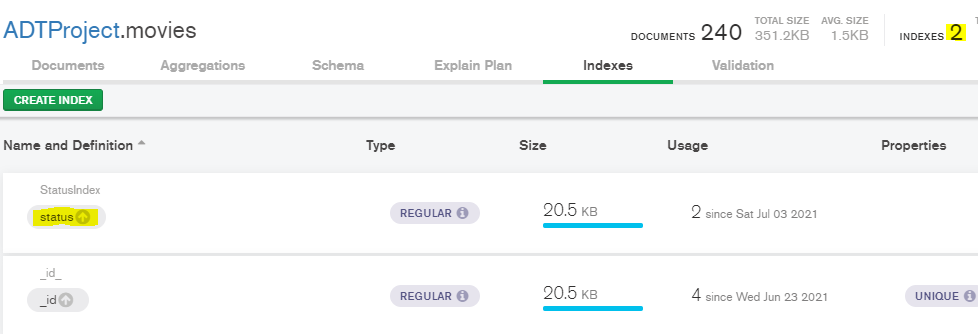 ADTProject.movies
DOCUMENTS 240 TOTAL SIZE 351.2KB AVG. SIZE 1.5KB INDEXES 2
Documents Aggregations Schema Explain Plan Indexes Validation
CREATE INDEX
Name and Definition Type Size Usage Properties
StatusIndex
status REGULAR 20.5 KB 2 since Sat Jul 03 2021
_id_
_id REGULAR 20.5 KB 4 since Wed Jun 23 2021 UNIQUE